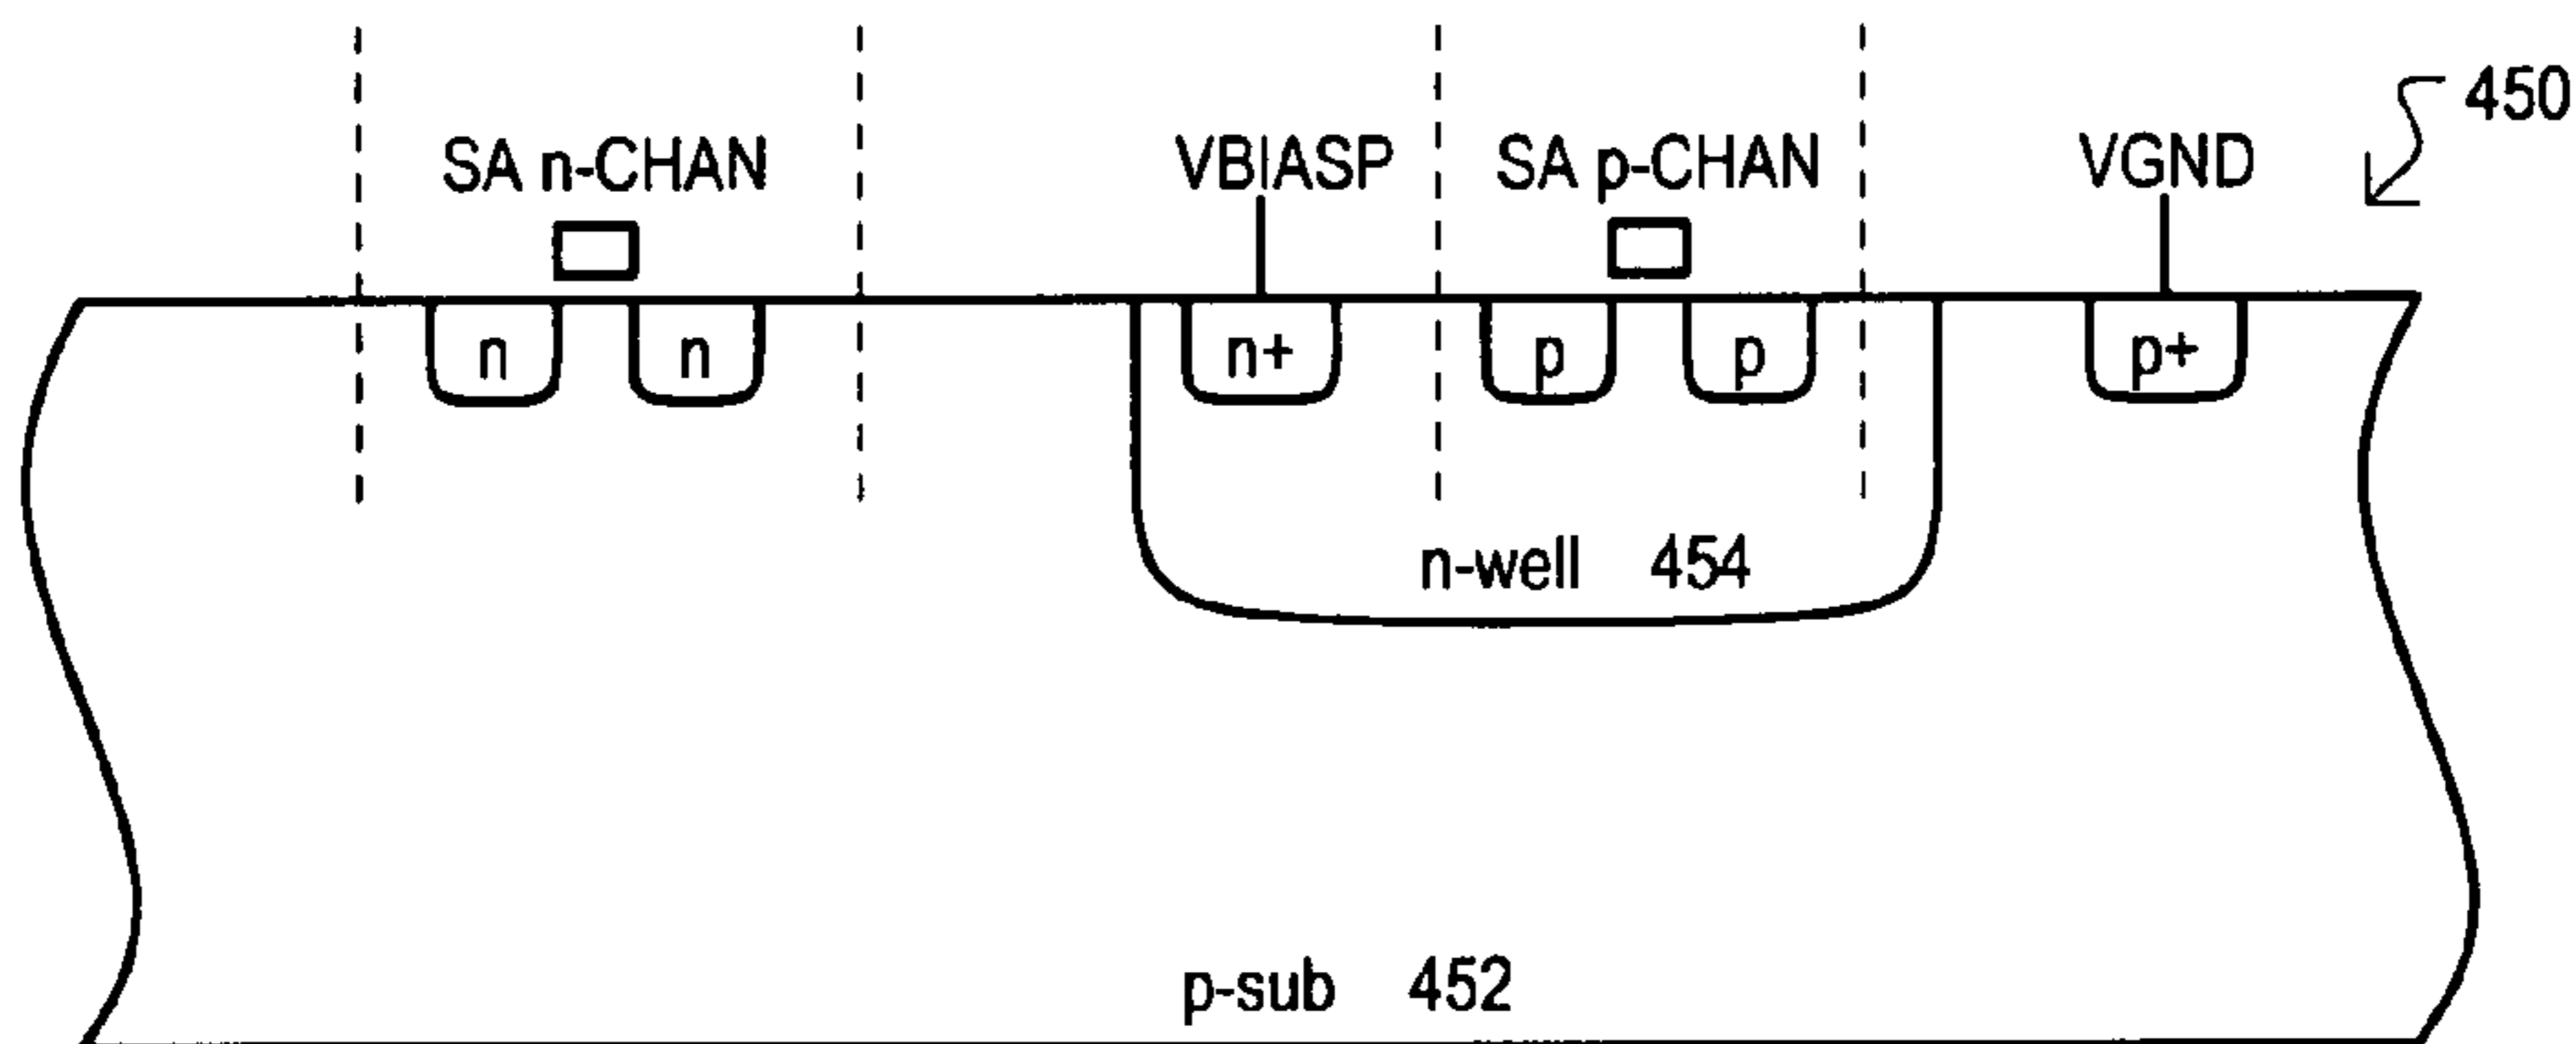 450
SA n-CHAN VBIASP SA p-CHAN VGND
n n n+ p p p+
n-well 454
p-sub 452